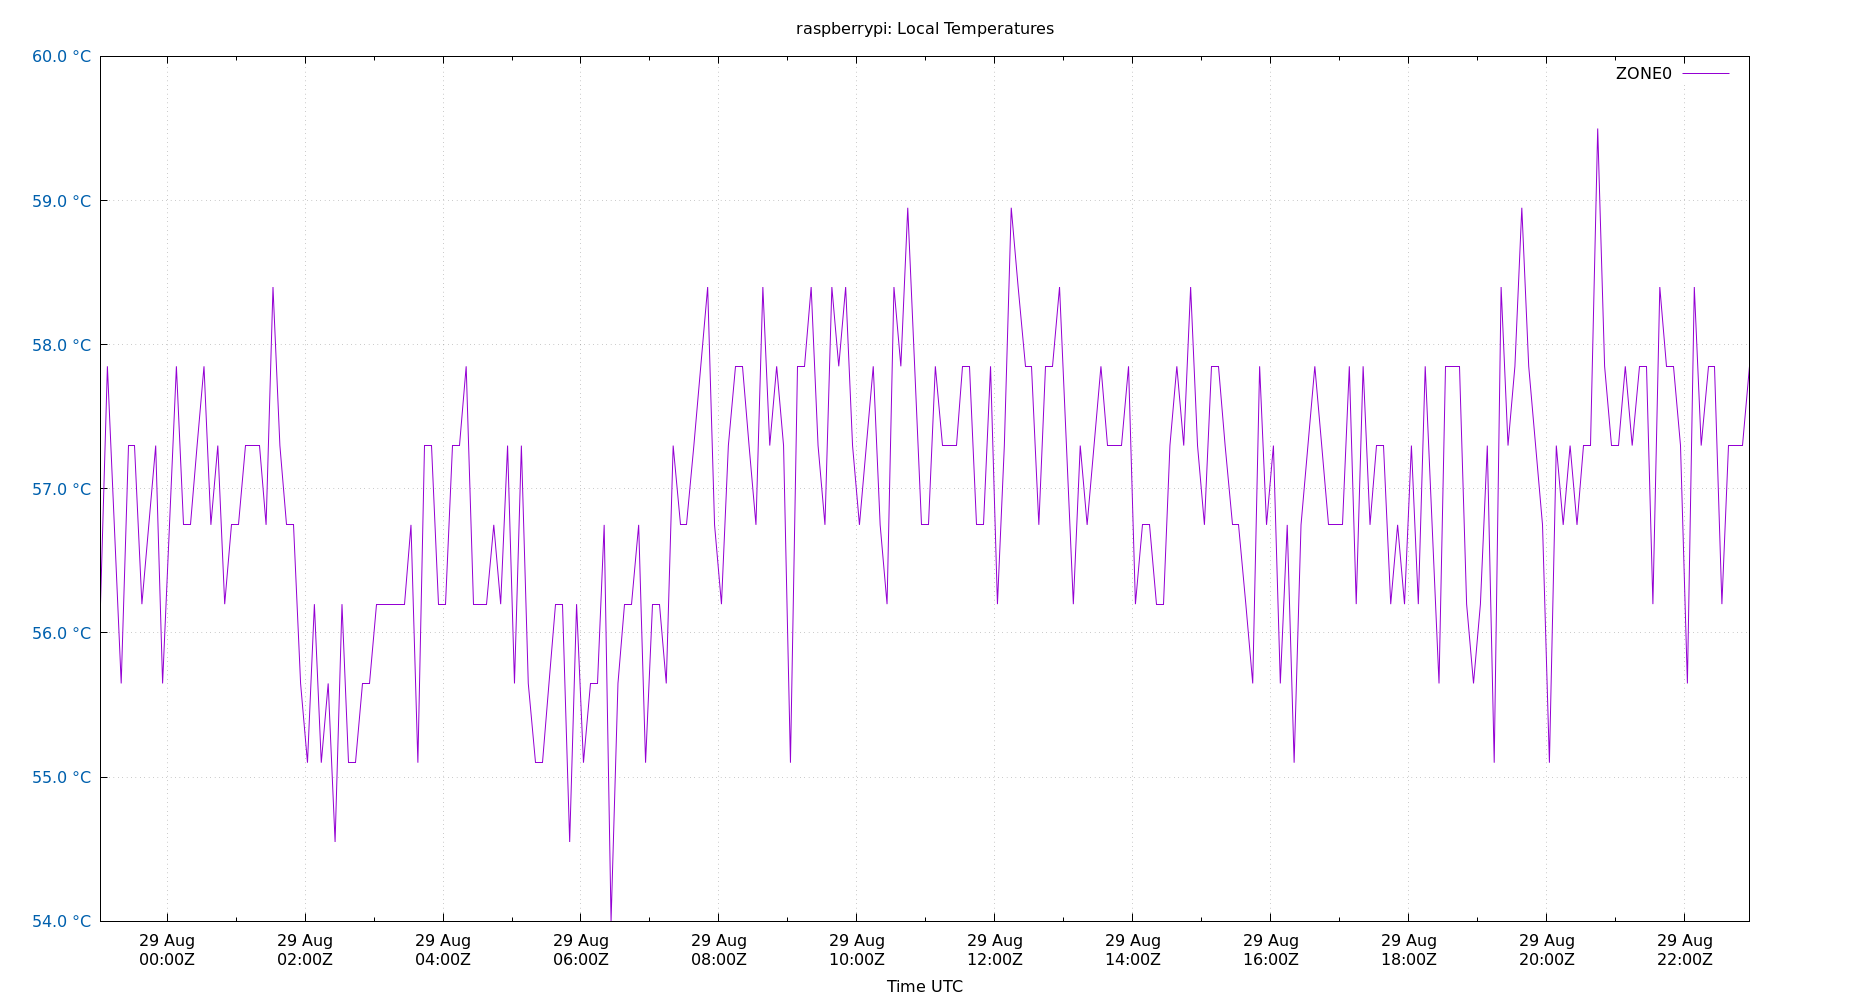 raspberrypi: Local Temperatures
60.0 °C
59.0 °C
58.0 °C
57.0 °C
56.0 °C
55.0 °C
54.0 °C
ZONE0
29 Aug
00:00Z
29 Aug
02:00Z
29 Aug
04:00Z
29 Aug
06:00Z
29 Aug
08:00Z
29 Aug
10:00Z
29 Aug
12:00Z
29 Aug
14:00Z
29 Aug
16:00Z
29 Aug
18:00Z
29 Aug
20:00Z
29 Aug
22:00Z
Time UTC